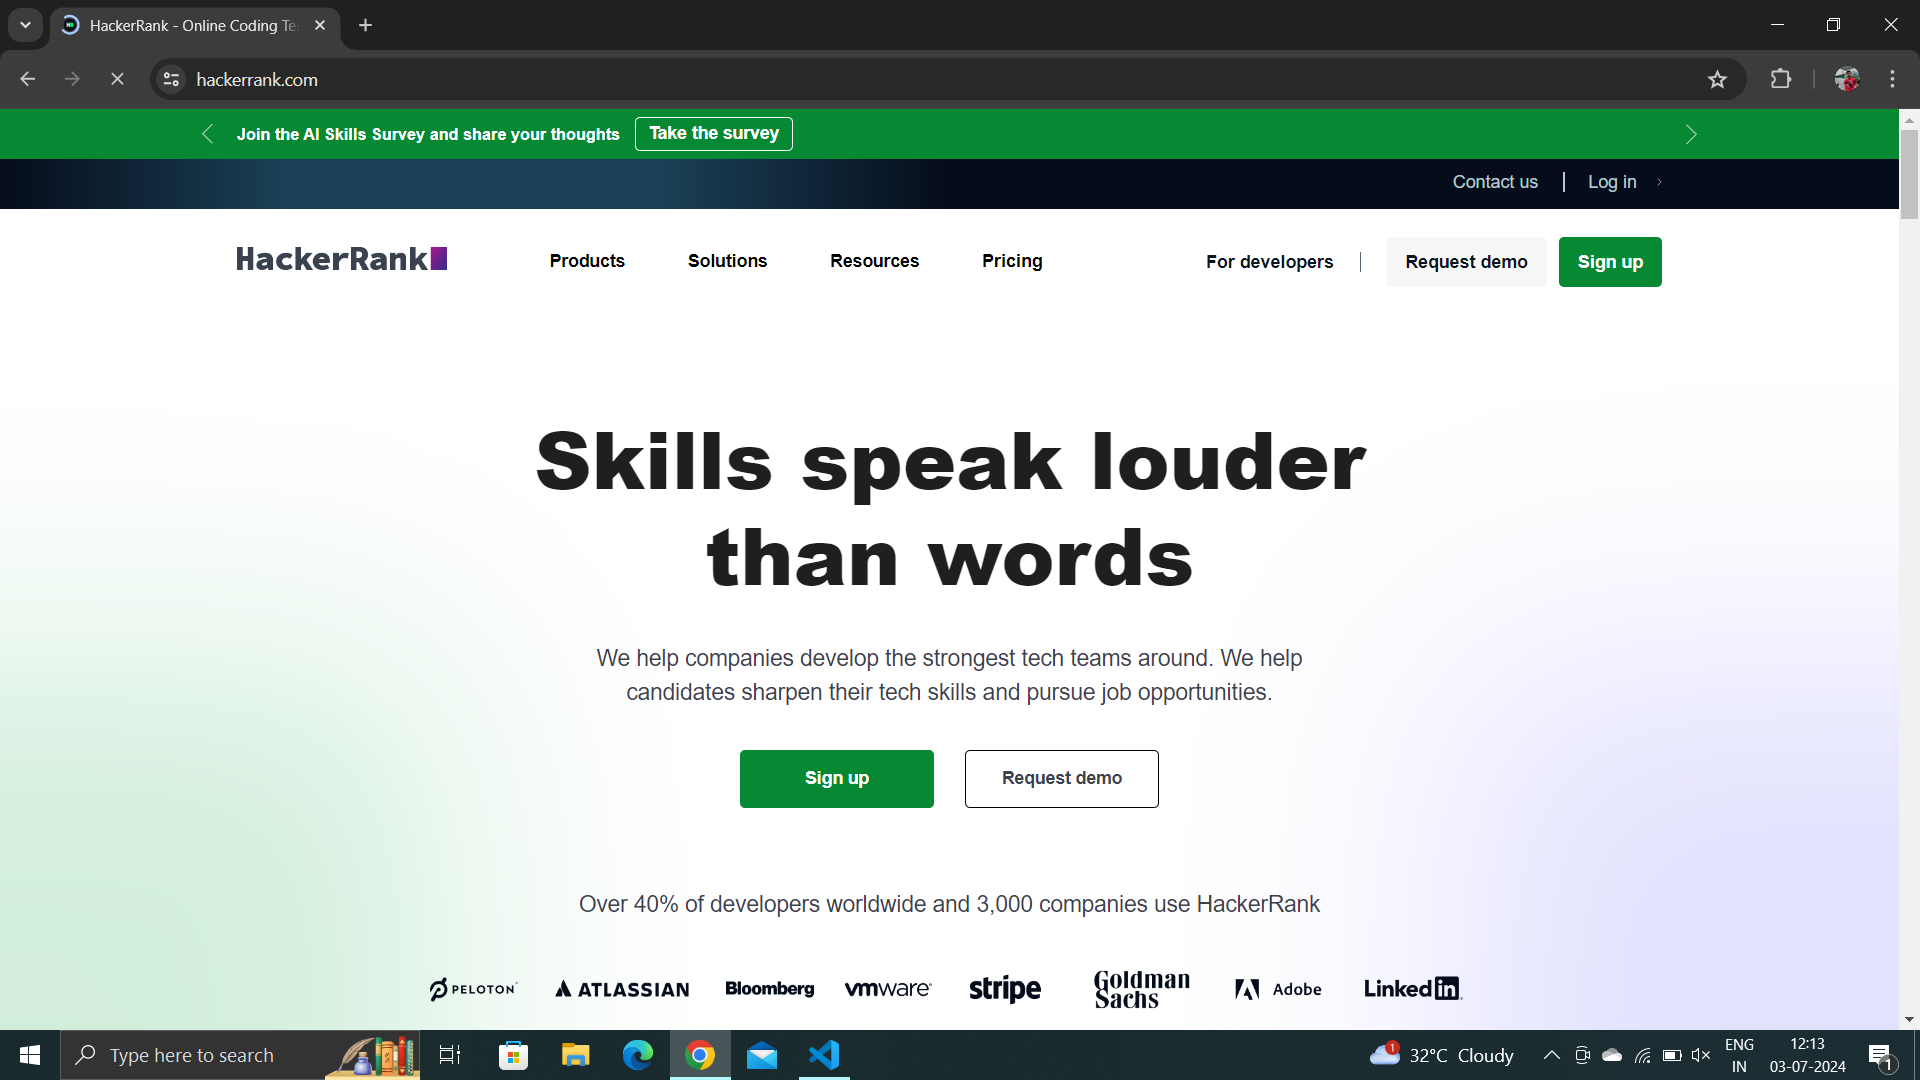 HackerRank - Online Coding Te
hackerrank.com
Join the AI Skills Survey and share your thoughts
Take the survey
Contact us
Log in
HackerRank
Products
Solutions
Resources
Pricing
For developers
Request demo
Sign up
Skills speak louder
than words
We help companies develop the strongest tech teams around. We help
candidates sharpen their tech skills and pursue job opportunities.
Sign up
Request demo
Over 40% of developers worldwide and 3,000 companies use HackerRank
PELOTON
ATLASSIAN
Bloomberg
vmware
stripe
Goldman
Sachs
Adobe
Linkedin
Type here to search
1
32°C Cloudy
ENG
IN
12:13
03-07-2024
1